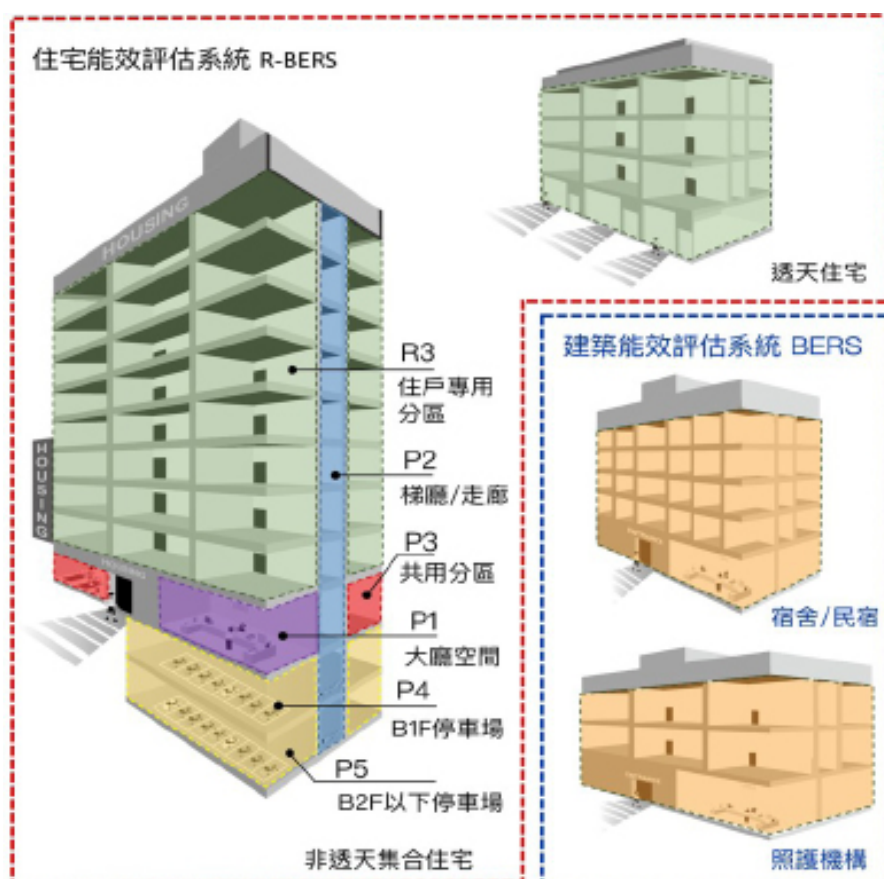 住宅能效評估系統 R-BERS
HOUSING
HOUSING
HOUSING
R3
住戶專用
分區
P2
梯廳/走廊
P3
共用分區
P1
大廳空間
P4
B1F停車場
P5
B2F以下停車場
非透天集合住宅
透天住宅
建築能效評估系統 BERS
宿舍/民宿
照護機構